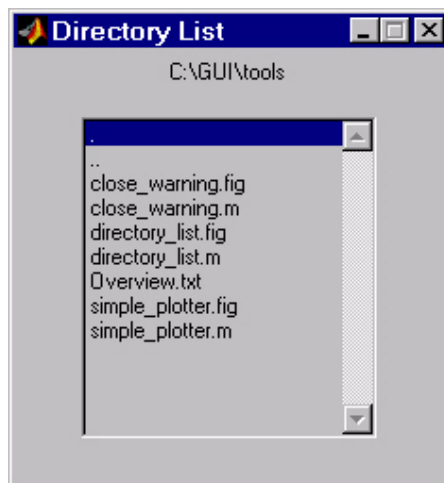 Directory List
C:\GUI\tools
.
..
close_warning.fig
close_warning.m
directory_list.fig
directory_list.m
Overview.txt
simple_plotter.fig
simple_plotter.m